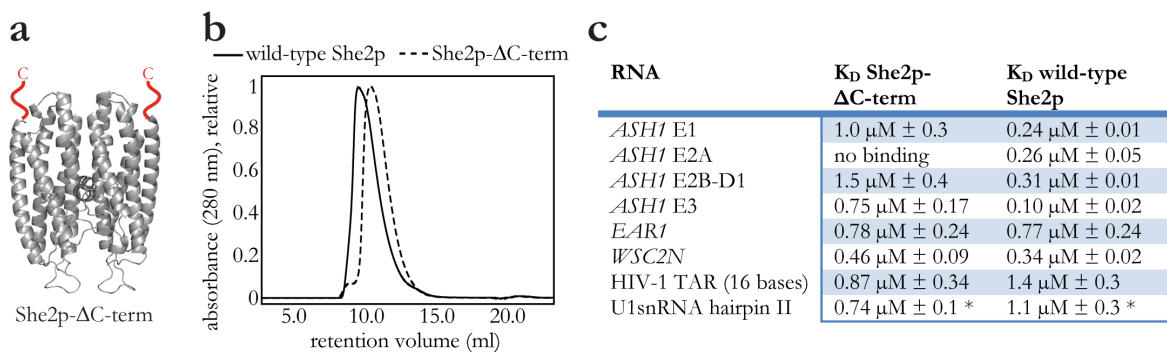 a
C C
She2p-ΔC-term
b
wild-type She2p She2p-ΔC-term
absorbance (280 nm), relative
1
0.8
0.6
0.4
0.2
0
5.0 10.0 15.0 20.0
retention volume (ml)
c
RNA K_D She2p-ΔC-term K_D wild-type She2p
ASH1 E1 1.0 µM ± 0.3 0.24 µM ± 0.01
ASH1 E2A no binding 0.26 µM ± 0.05
ASH1 E2B-D1 1.5 µM ± 0.4 0.31 µM ± 0.01
ASH1 E3 0.75 µM ± 0.17 0.10 µM ± 0.02
EAR1 0.78 µM ± 0.24 0.77 µM ± 0.24
WSC2N 0.46 µM ± 0.09 0.34 µM ± 0.02
HIV-1 TAR (16 bases) 0.87 µM ± 0.34 1.4 µM ± 0.3
U1snRNA hairpin II 0.74 µM ± 0.1 * 1.1 µM ± 0.3 *